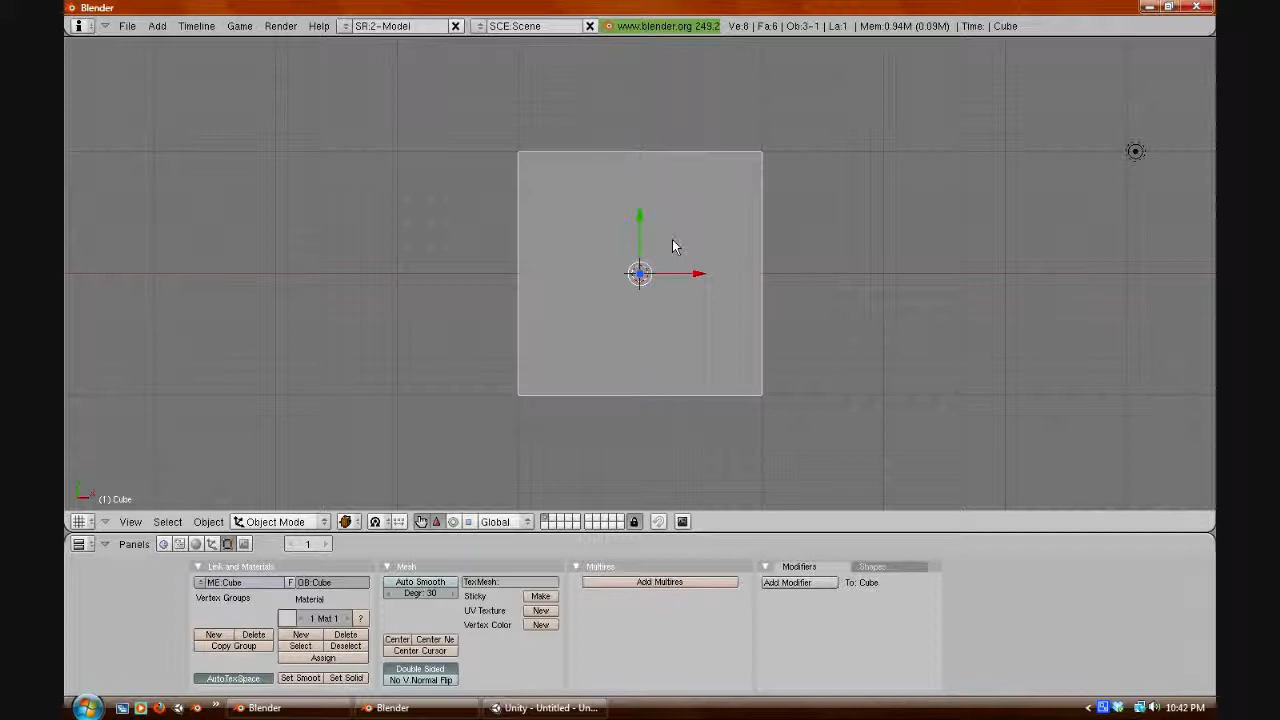 Blender
File Add Timeline Game Render Help SR:2-Model SCE:Scene www.blender.org 249.2 Ve:8 | Fa:6 | Ob:3-1 | La:1 | Mem:0.94M (0.09M) | Time: | Cube
(1) Cube
View Select Object Object Mode Global
Panels 1
Link and Materials Mesh Multires Modifiers Shapes
ME:Cube F OB:Cube Auto Smooth TexMesh: Add Multires Add Modifier To: Cube
Vertex Groups Material Degr: 30 Sticky Make
UV Texture New
1 Mat 1 ? Vertex Color New
New Delete New Delete Center Center Ne
Copy Group Select Deselect Center Cursor
Assign
AutoTexSpace Set Smoot Set Solid Double Sided
No V.Normal Flip
Blender Blender Unity - Untitled - Un... 10:42 PM